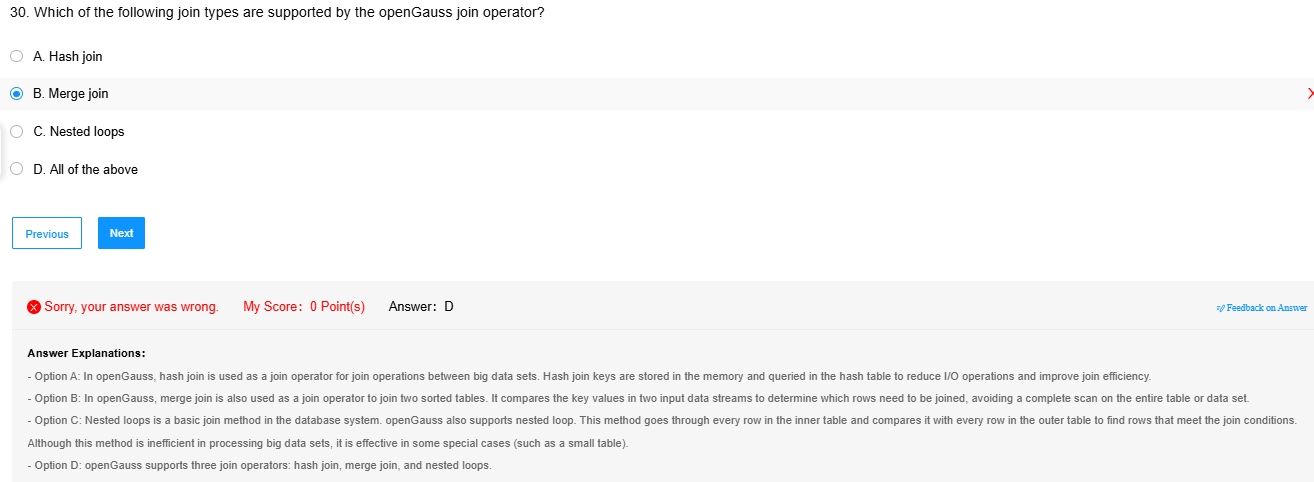 30. Which of the following join types are supported by the openGauss join operator?
A. Hash join
B. Merge join
C. Nested loops
D. All of the above
Previous Next
Sorry, your answer was wrong. My Score: 0 Point(s) Answer: D Feedback on Answer
Answer Explanations:
- Option A: In openGauss, hash join is used as a join operator for join operations between big data sets. Hash join keys are stored in the memory and queried in the hash table to reduce I/O operations and improve join efficiency.
- Option B: In openGauss, merge join is also used as a join operator to join two sorted tables. It compares the key values in two input data streams to determine which rows need to be joined, avoiding a complete scan on the entire table or data set.
- Option C: Nested loops is a basic join method in the database system. openGauss also supports nested loop. This method goes through every row in the inner table and compares it with every row in the outer table to find rows that meet the join conditions.
Although this method is inefficient in processing big data sets, it is effective in some special cases (such as a small table).
- Option D: openGauss supports three join operators: hash join, merge join, and nested loops.